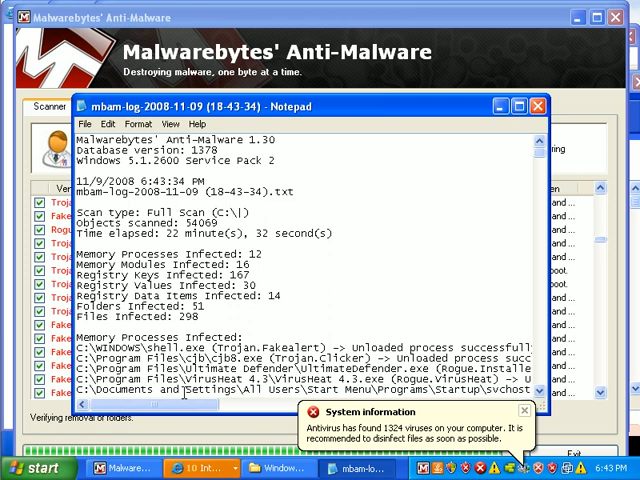 Malwarebytes' Anti-Malware
Malwarebytes' Anti-Malware
Destroying malware, one byte at a time.
Scanner
mbam-log-2008-11-09 (18-43-34) - Notepad
File Edit Format View Help
Malwarebytes' Anti-Malware 1.30
Database version: 1378
Windows 5.1.2600 Service Pack 2
11/9/2008 6:43:34 PM
mbam-log-2008-11-09 (18-43-34).txt
Scan type: Full Scan (C:\|)
Objects scanned: 54069
Time elapsed: 22 minute(s), 32 second(s)
Memory Processes Infected: 12
Memory Modules Infected: 16
Registry Keys Infected: 167
Registry Values Infected: 30
Registry Data Items Infected: 14
Folders Infected: 51
Files Infected: 298
Memory Processes Infected:
C:\WINDOWS\shell.exe (Trojan.Fakealert) -> Unloaded process successfull
C:\Program Files\cjb\cjb8.exe (Trojan.Clicker) -> Unloaded process succ
C:\Program Files\Ultimate Defender\UltimateDefender.exe (Rogue.Installe
C:\Program Files\VirusHeat 4.3\VirusHeat 4.3.exe (Rogue.VirusHeat) -> U
C:\Documents and Settings\All Users\Start Menu\Programs\Startup\svchost
Verifying removal of folders.
System information
Antivirus has found 1324 viruses on your computer. It is
recommended to disinfect files as soon as possible.
Exit
start
Malware...
10 Int...
Window...
mbam-lo...
6:43 PM